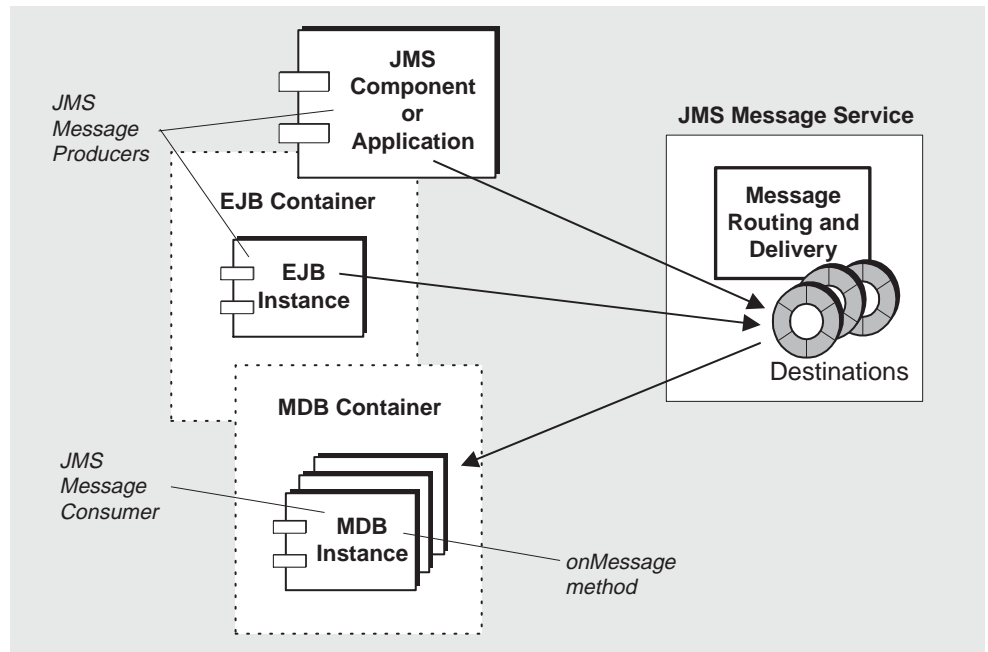 JMS
Component
or
Application
JMS
Message
Producers
JMS Message Service
Message
Routing and
Delivery
EJB Container
EJB
Instance
Destinations
MDB Container
JMS
Message
Consumer
MDB
Instance
onMessage
method